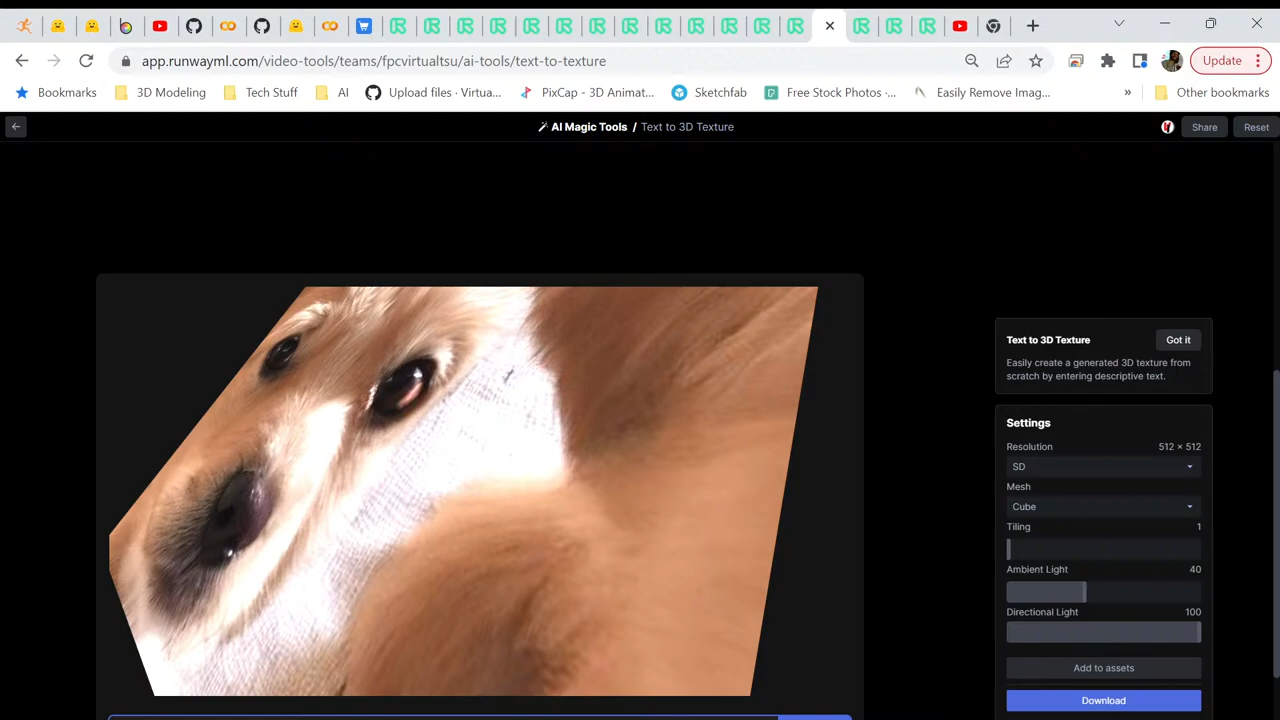 app.runwayml.com/video-tools/teams/fpcvirtualtsu/ai-tools/text-to-texture
Update
Bookmarks
3D Modeling
Tech Stuff
AI
Upload files · Virtua...
PixCap - 3D Animat...
Sketchfab
Free Stock Photos ·...
Easily Remove Imag...
»
Other bookmarks
AI Magic Tools / Text to 3D Texture
Share
Reset
Text to 3D Texture
Got it
Easily create a generated 3D texture from
scratch by entering descriptive text.
Settings
Resolution 512 × 512
SD
Mesh
Cube
Tiling 1
Ambient Light 40
Directional Light 100
Add to assets
Download